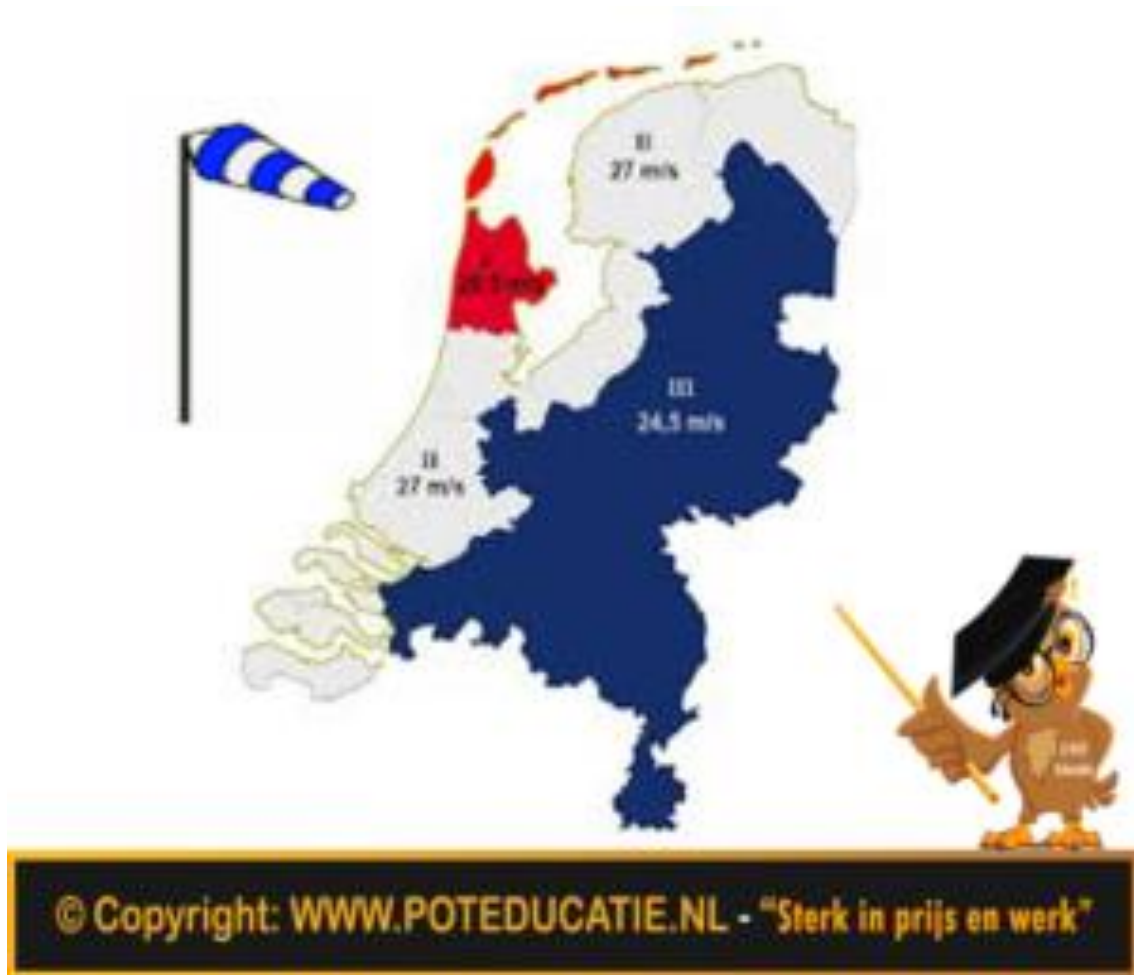 II
27 m/s
III
24,5 m/s
II
27 m/s
© Copyright: WWW.POTEDUCATIE.NL - “Sterk in prijs en werk”